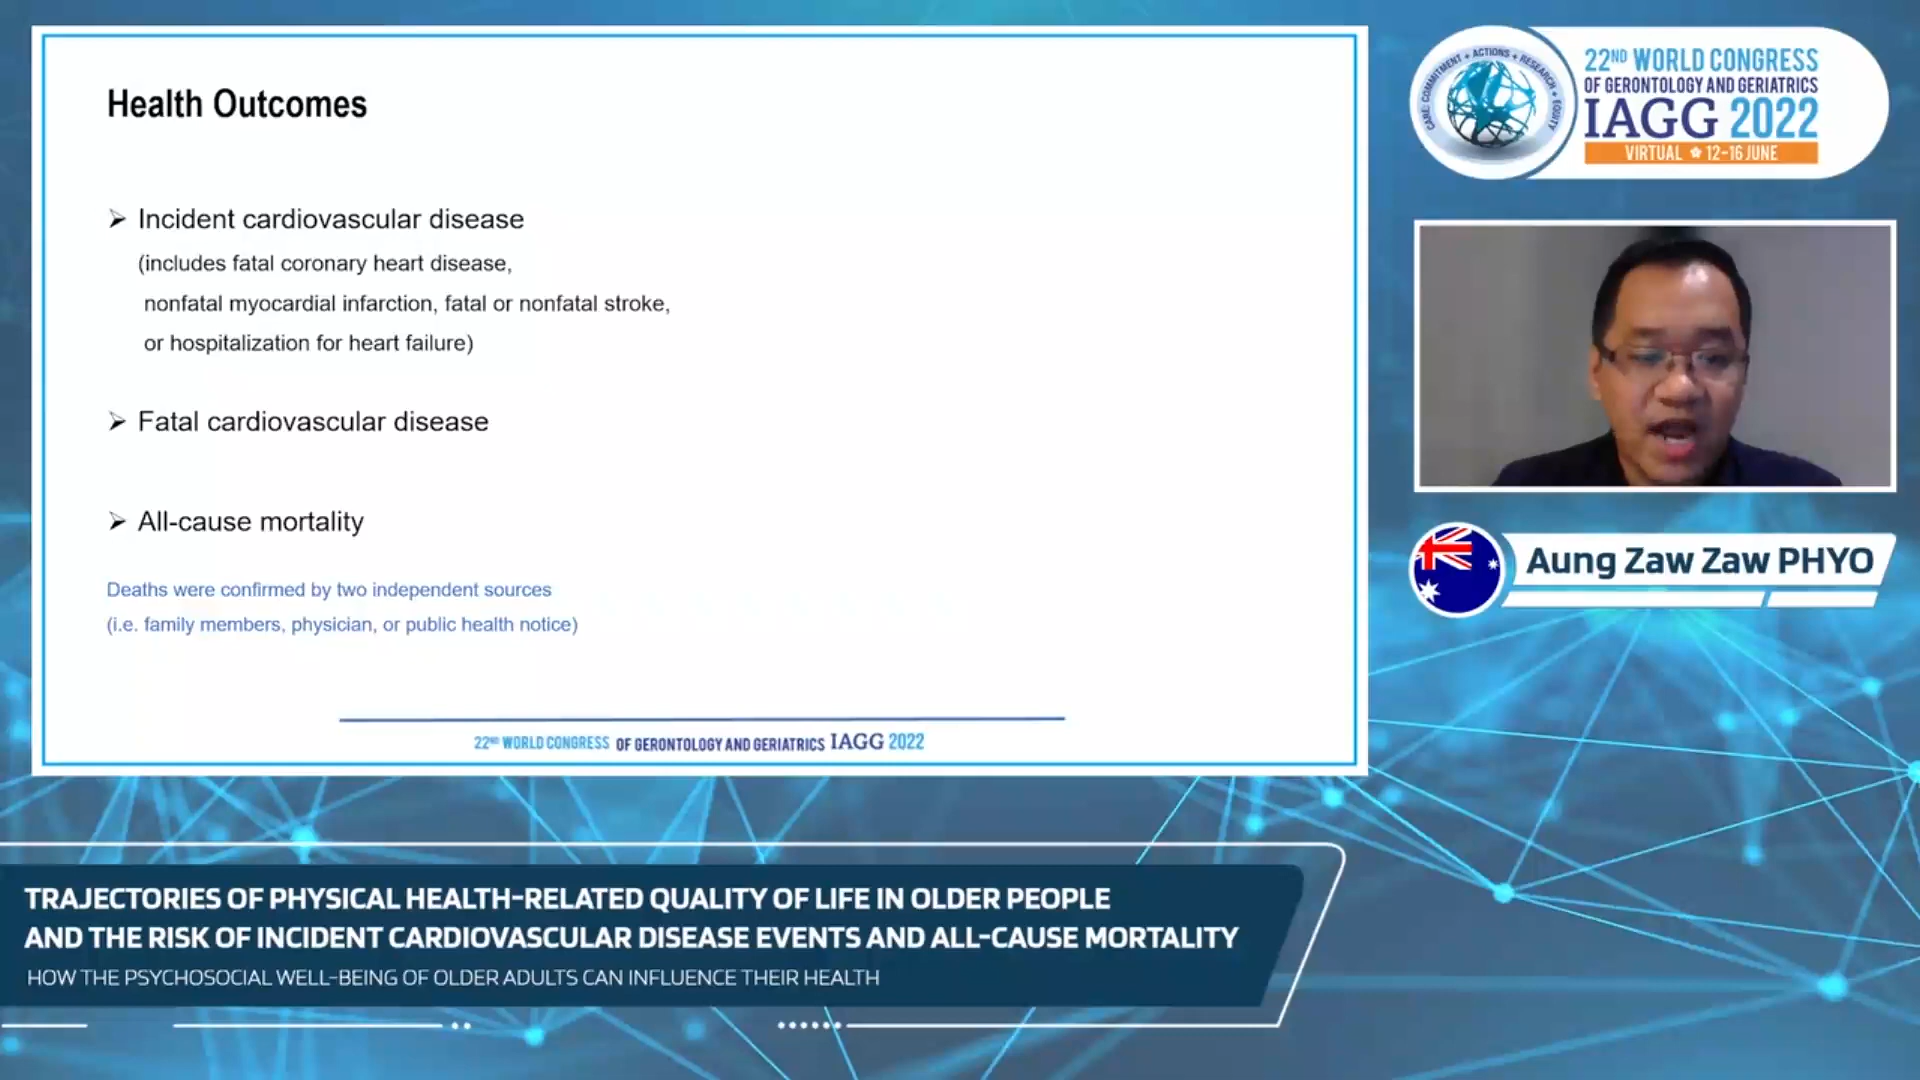 Health Outcomes
➢ Incident cardiovascular disease
(includes fatal coronary heart disease,
nonfatal myocardial infarction, fatal or nonfatal stroke,
or hospitalization for heart failure)
➢ Fatal cardiovascular disease
➢ All-cause mortality
Deaths were confirmed by two independent sources
(i.e. family members, physician, or public health notice)
22ND WORLD CONGRESS OF GERONTOLOGY AND GERIATRICS IAGG 2022
CARE: COMMITMENT + ACTIONS + RESEARCH + EQUITY
22ND WORLD CONGRESS
OF GERONTOLOGY AND GERIATRICS
IAGG 2022
VIRTUAL 12-16 JUNE
Aung Zaw Zaw PHYO
TRAJECTORIES OF PHYSICAL HEALTH-RELATED QUALITY OF LIFE IN OLDER PEOPLE
AND THE RISK OF INCIDENT CARDIOVASCULAR DISEASE EVENTS AND ALL-CAUSE MORTALITY
HOW THE PSYCHOSOCIAL WELL-BEING OF OLDER ADULTS CAN INFLUENCE THEIR HEALTH